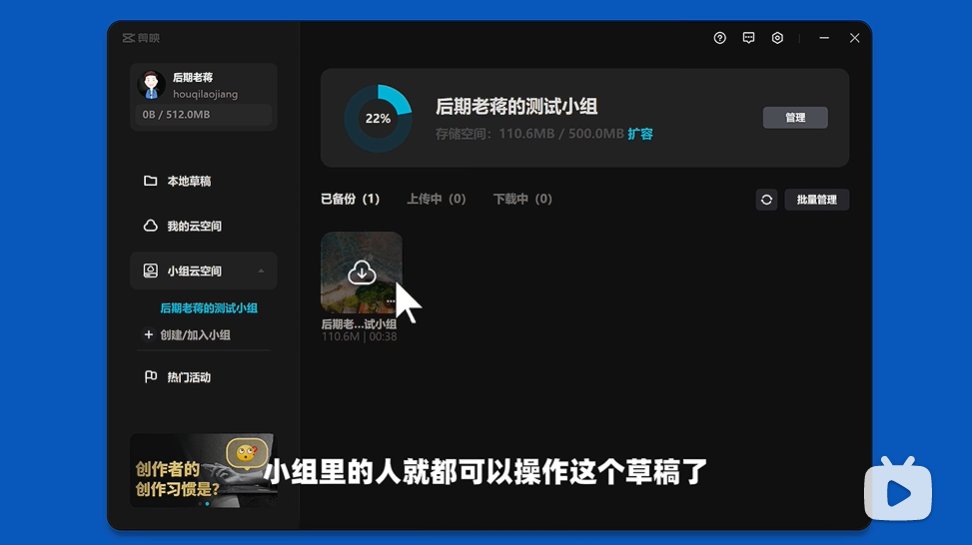 剪映
后期老蒋
houqilaojiang
0B / 512.0MB
本地草稿
我的云空间
小组云空间
后期老蒋的测试小组
+ 创建/加入小组
热门活动
创作者的
创作习惯是?
22%
后期老蒋的测试小组
存储空间: 110.6MB / 500.0MB 扩容
管理
已备份 (1) 上传中 (0) 下载中 (0)
批量管理
后期老...试小组
110.6M | 00:38
小组里的人就都可以操作这个草稿了